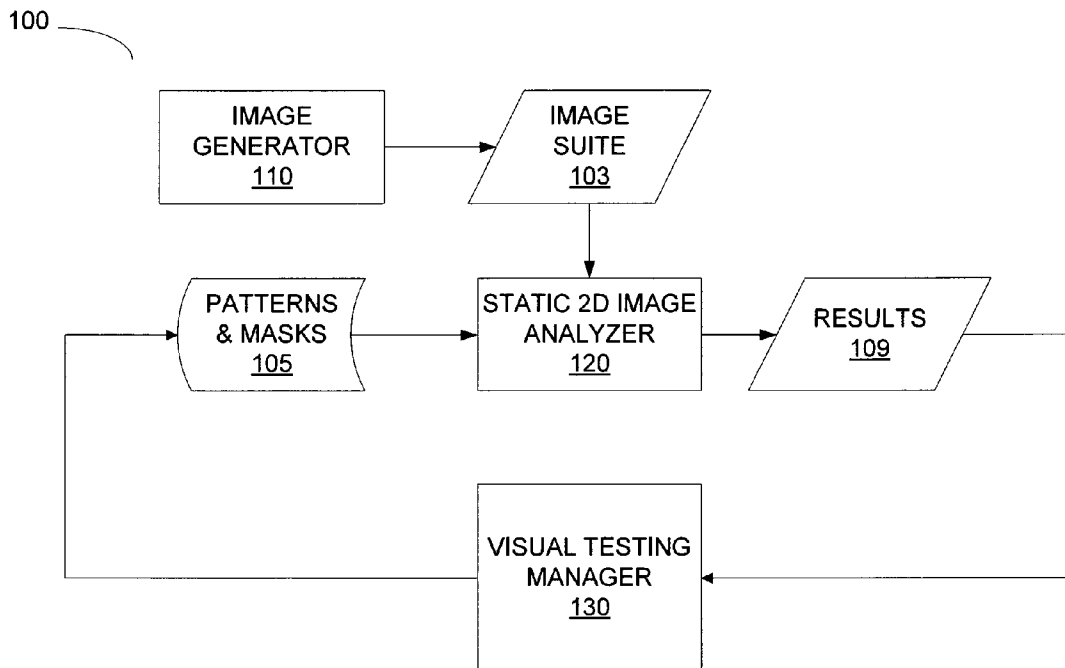 100
IMAGE
GENERATOR
110
IMAGE
SUITE
103
PATTERNS
& MASKS
105
STATIC 2D IMAGE
ANALYZER
120
RESULTS
109
VISUAL TESTING
MANAGER
130